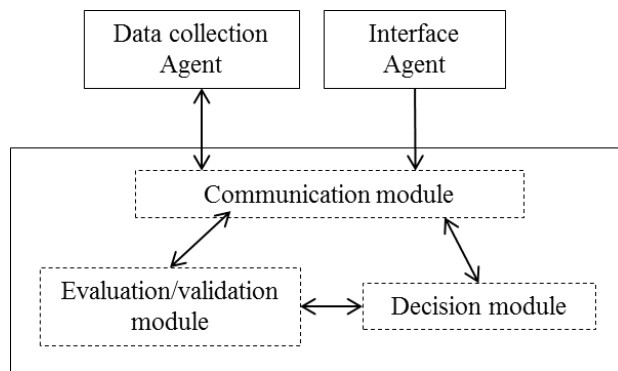 Data collection
Agent
Interface
Agent
Communication module
Evaluation/validation
module
Decision module